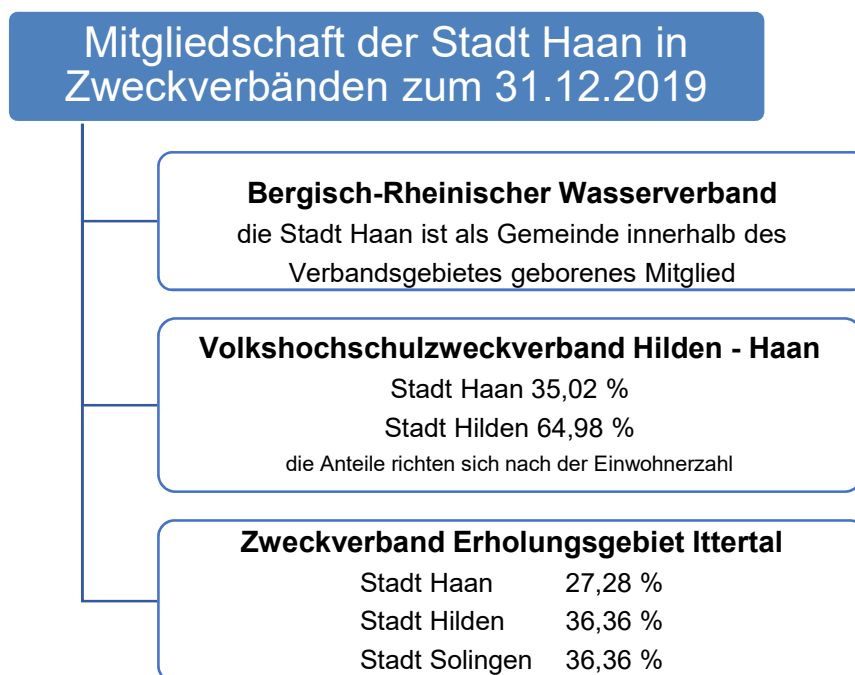 Mitgliedschaft der Stadt Haan in
Zweckverbänden zum 31.12.2019
Bergisch-Rheinischer Wasserverband
die Stadt Haan ist als Gemeinde innerhalb des
Verbandsgebietes geborenes Mitglied
Volkshochschulzweckverband Hilden - Haan
Stadt Haan 35,02 %
Stadt Hilden 64,98 %
die Anteile richten sich nach der Einwohnerzahl
Zweckverband Erholungsgebiet Ittertal
Stadt Haan 27,28 %
Stadt Hilden 36,36 %
Stadt Solingen 36,36 %